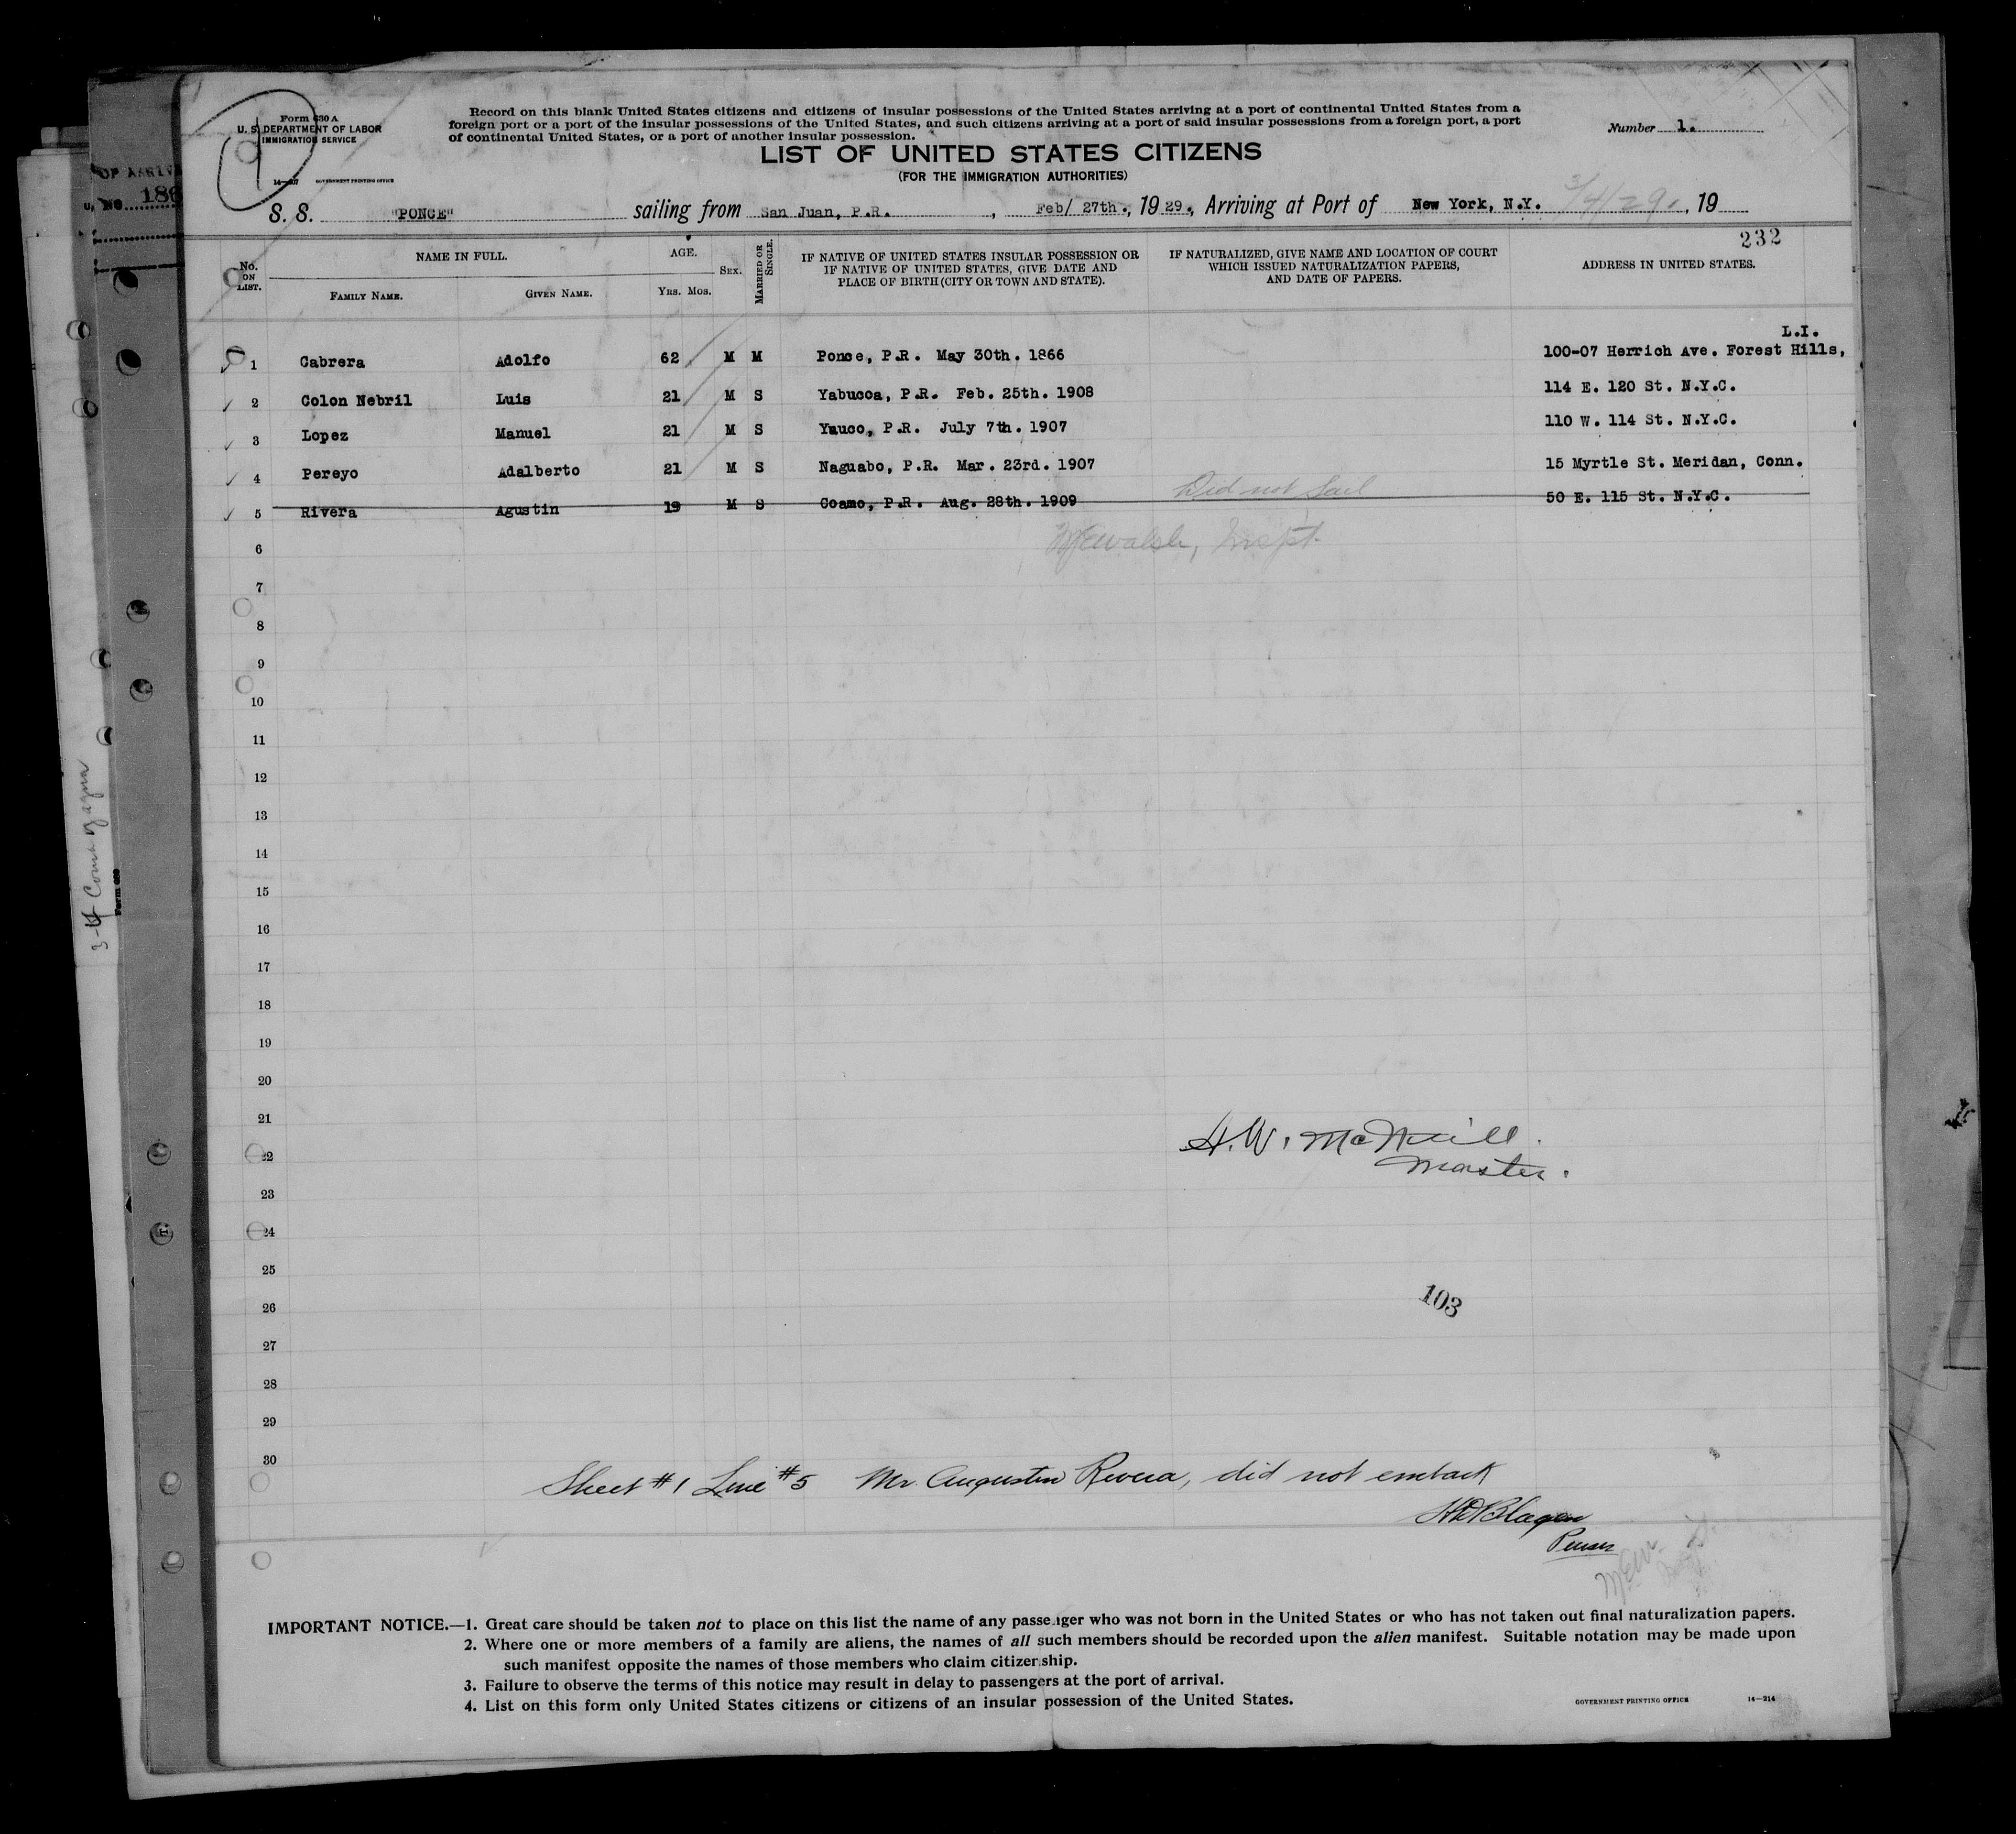 Form 630 A
U. S. DEPARTMENT OF LABOR
IMMIGRATION SERVICE
GOVERNMENT PRINTING OFFICE
9
Record on this blank United States citizens and citizens of insular possessions of the United States arriving at a port of continental United States from a
foreign port or a port of the insular possessions of the United States, and such citizens arriving at a port of said insular possessions from a foreign port, a port
of continental United States, or a port of another insular possession.
Number 1.
LIST OF UNITED STATES CITIZENS
(FOR THE IMMIGRATION AUTHORITIES)
S. S. "PONCE" sailing from San Juan, P.R. , Feb/ 27th., 19 29., Arriving at Port of New York, N.Y. 3/4/29. , 19
232
No. ON LIST. NAME IN FULL. FAMILY NAME. GIVEN NAME. AGE. YRS. MOS. SEX. MARRIED OR SINGLE. IF NATIVE OF UNITED STATES INSULAR POSSESSION OR IF NATIVE OF UNITED STATES, GIVE DATE AND PLACE OF BIRTH (CITY OR TOWN AND STATE). IF NATURALIZED, GIVE NAME AND LOCATION OF COURT WHICH ISSUED NATURALIZATION PAPERS, AND DATE OF PAPERS. ADDRESS IN UNITED STATES.
L.I.
1 Cabrera Adolfo 62 M M Ponce, P.R. May 30th. 1866 100-07 Herrich Ave. Forest Hills,
2 Colon Nebril Luis 21 M S Yabucoa, P.R. Feb. 25th. 1908 114 E. 120 St. N.Y.C.
3 Lopez Manuel 21 M S Yauco, P.R. July 7th. 1907 110 W. 114 St. N.Y.C.
4 Pereyo Adalberto 21 M S Naguabo, P.R. Mar. 23rd. 1907 15 Myrtle St. Meridan, Conn.
5 Rivera Agustin 19 M S Coamo, P.R. Aug. 28th. 1909 Did not sail 50 E. 115 St. N.Y.C.
6 Inspt.
7
8
9
10
11
12
13
14
15
16
17
18
19
20
21
H. W. McNeill.
22 Master.
23
24
25
26 103
27
28
29
30
Sheet #1 Line #5 Mr Augustin Rivera, did not embark
Purser
IMPORTANT NOTICE.—1. Great care should be taken not to place on this list the name of any passenger who was not born in the United States or who has not taken out final naturalization papers.
2. Where one or more members of a family are aliens, the names of all such members should be recorded upon the alien manifest. Suitable notation may be made upon
such manifest opposite the names of those members who claim citizenship.
3. Failure to observe the terms of this notice may result in delay to passengers at the port of arrival.
4. List on this form only United States citizens or citizens of an insular possession of the United States.
GOVERNMENT PRINTING OFFICE 14—214